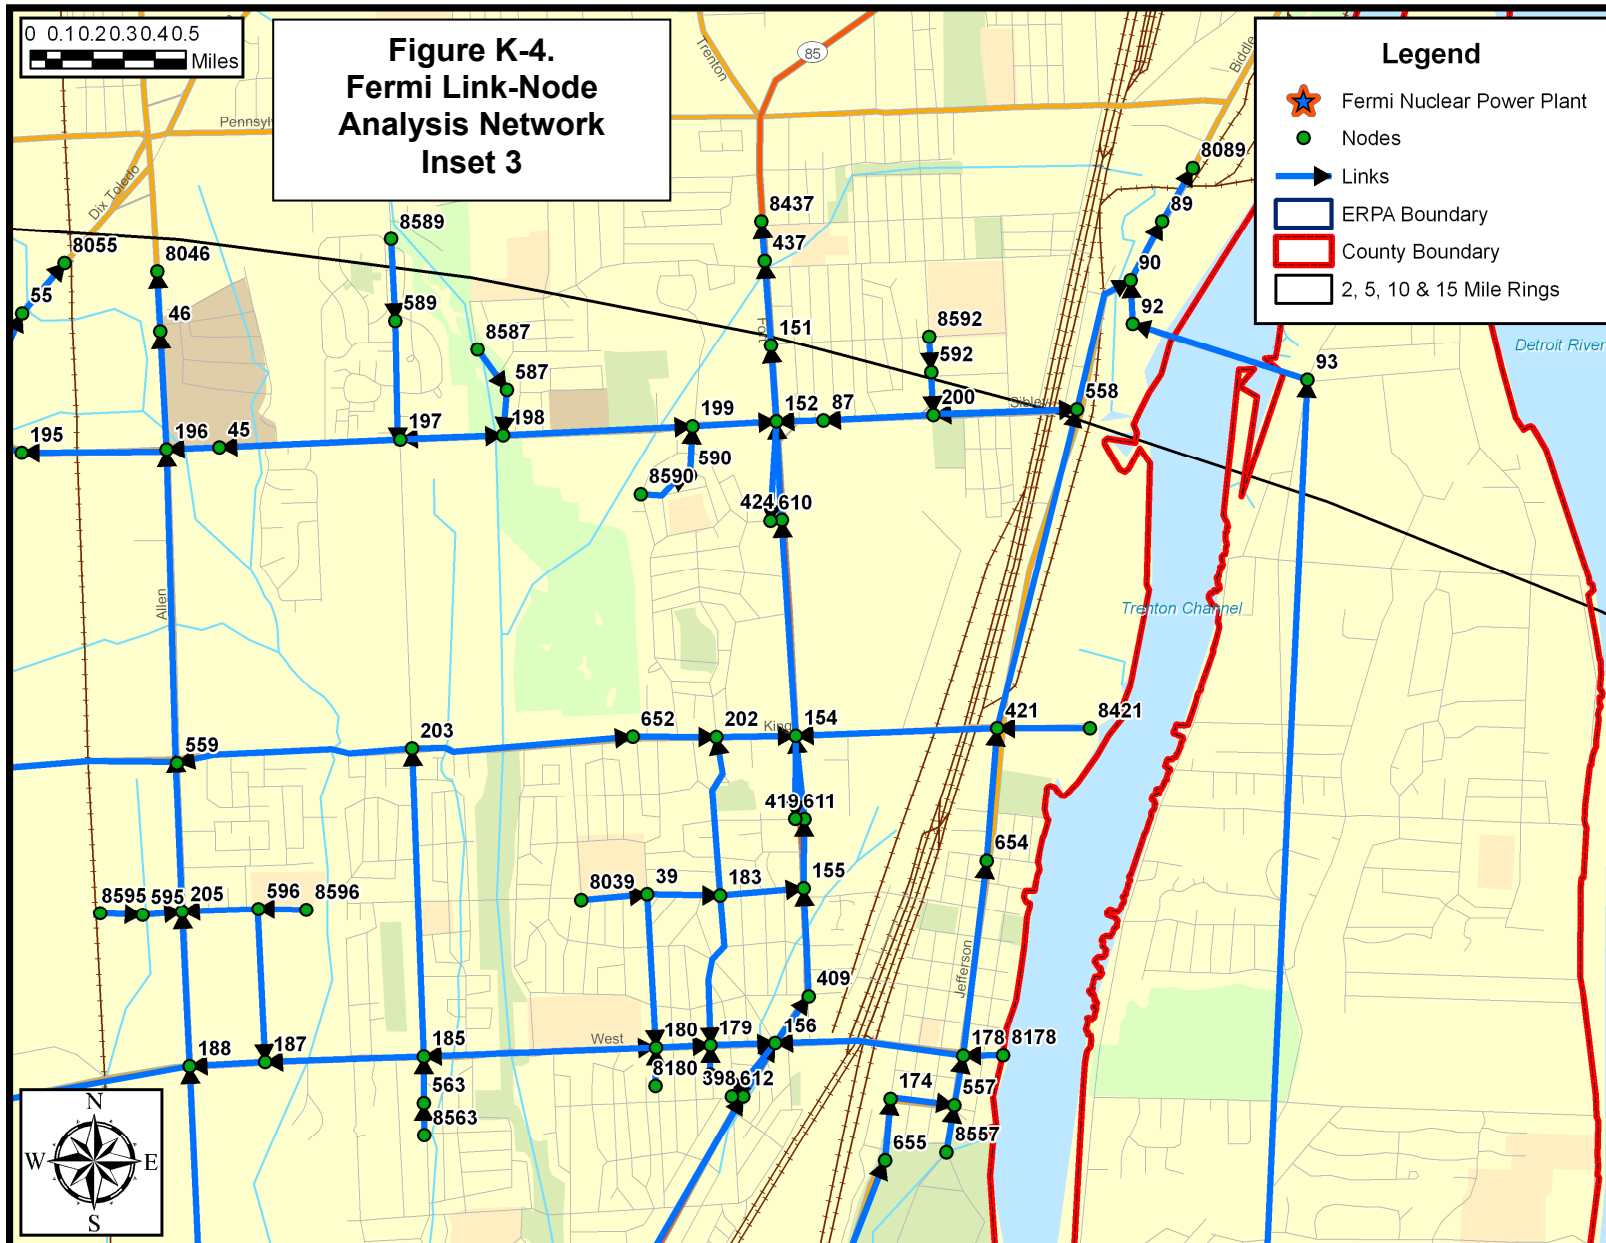 0 0.1 0.2 0.3 0.4 0.5
Miles
Figure K-4.
Fermi Link-Node
Analysis Network
Inset 3
Legend
Fermi Nuclear Power Plant
Nodes
Links
ERPA Boundary
County Boundary
2, 5, 10 & 15 Mile Rings
Trenton
85
Biddle
Pennsylv
Dix Toledo
8089
89
8437
8589
8055
8046
437
90
55
589
46
92
151
Fort
8592
8587
Detroit River
592
93
587
152
87
200
Sibley
558
199
198
197
195
196
45
590
8590
424
610
Allen
Trenton Channel
652
202
King
154
421
8421
203
559
419
611
654
155
39
183
8039
8595
595
205
596
8596
Jefferson
409
West
180
179
156
178
8178
188
187
185
8180
398
612
174
557
563
8563
655
8557
N
W
E
S